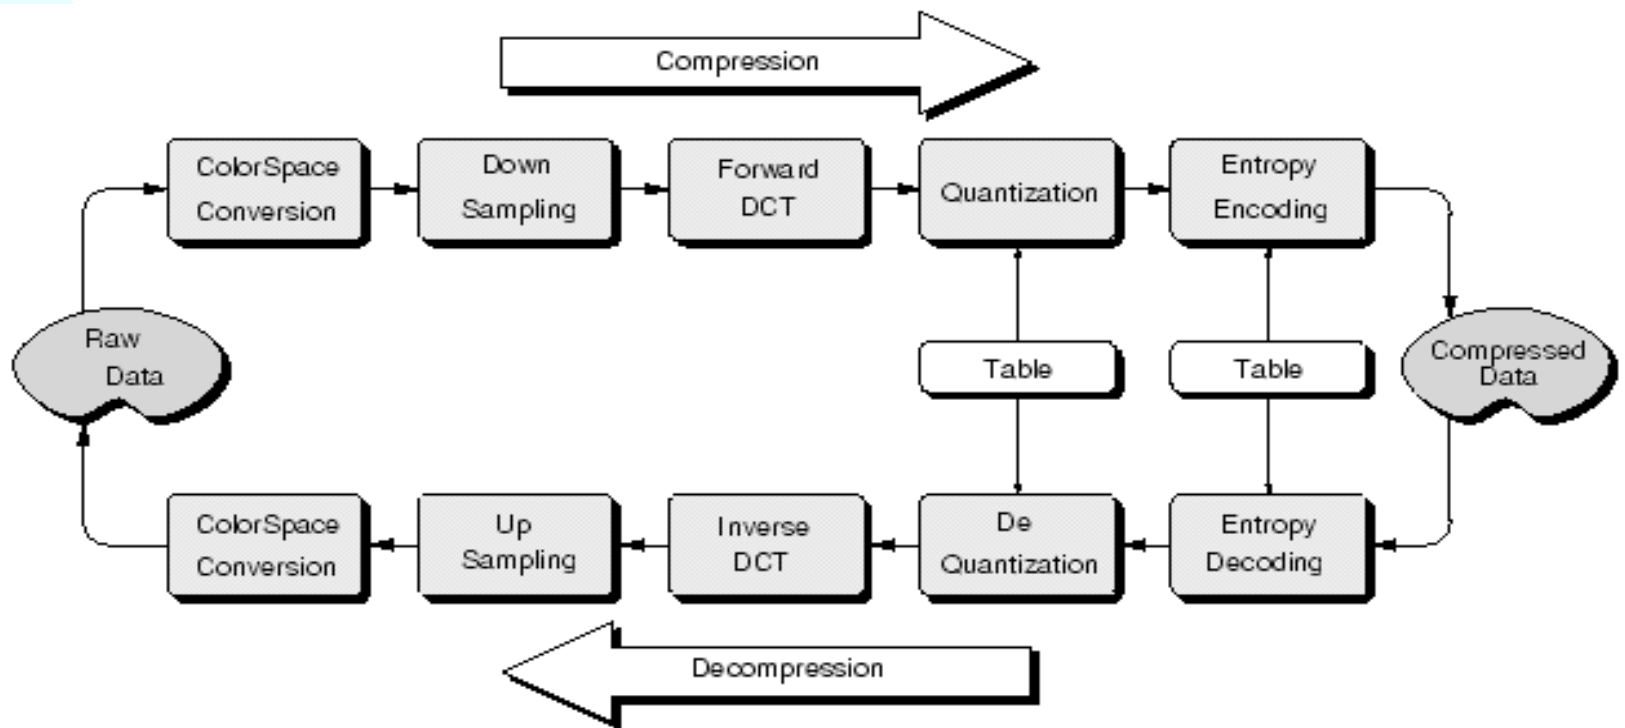 Compression
ColorSpace
Conversion
Down
Sampling
Forward
DCT
Quantization
Entropy
Encoding
Raw
Data
Table
Table
Compressed
Data
ColorSpace
Conversion
Up
Sampling
Inverse
DCT
De
Quantization
Entropy
Decoding
Decompression